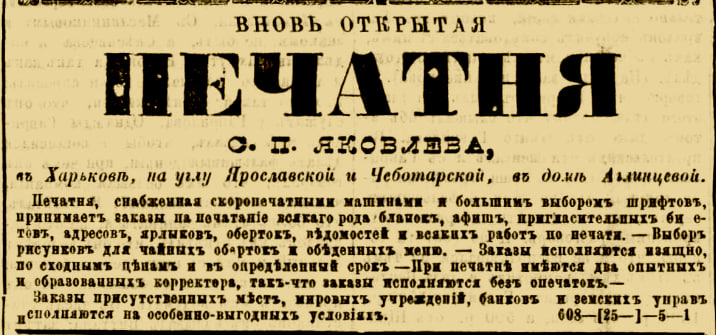 ВНОВЬ ОТКРЫТАЯ
ПЕЧАТНЯ
С. П. ЯКОВЛЕВА,
въ Харьковѣ, на углу Ярославской и Чеботарской, въ домѣ Аглинцевой.
Печатня, снабженная скоропечатными машинами и большимъ выборомъ шрифтовъ,
принимаетъ заказы на печатаніе всякаго рода бланокъ, афишъ, пригласительныхъ би е-
товъ, адресовъ, ярлыковъ, обертокъ, вѣдомостей и всякихъ работъ по печати. — Выборъ
рисунковъ для чайныхъ обертокъ и обѣденныхъ меню. — Заказы исполняются изящно,
по сходнымъ цѣнамъ и въ опредѣленный срокъ —При печатнѣ имѣются два опытныхъ
и образованныхъ корректора, такъ-что заказы исполняются безъ опечатокъ.—
Заказы присутственныхъ мѣстъ, мировыхъ учрежденій, банковъ и земскихъ управъ
исполняются на особенно-выгодныхъ условіяхъ. 608—[25—]—5—1